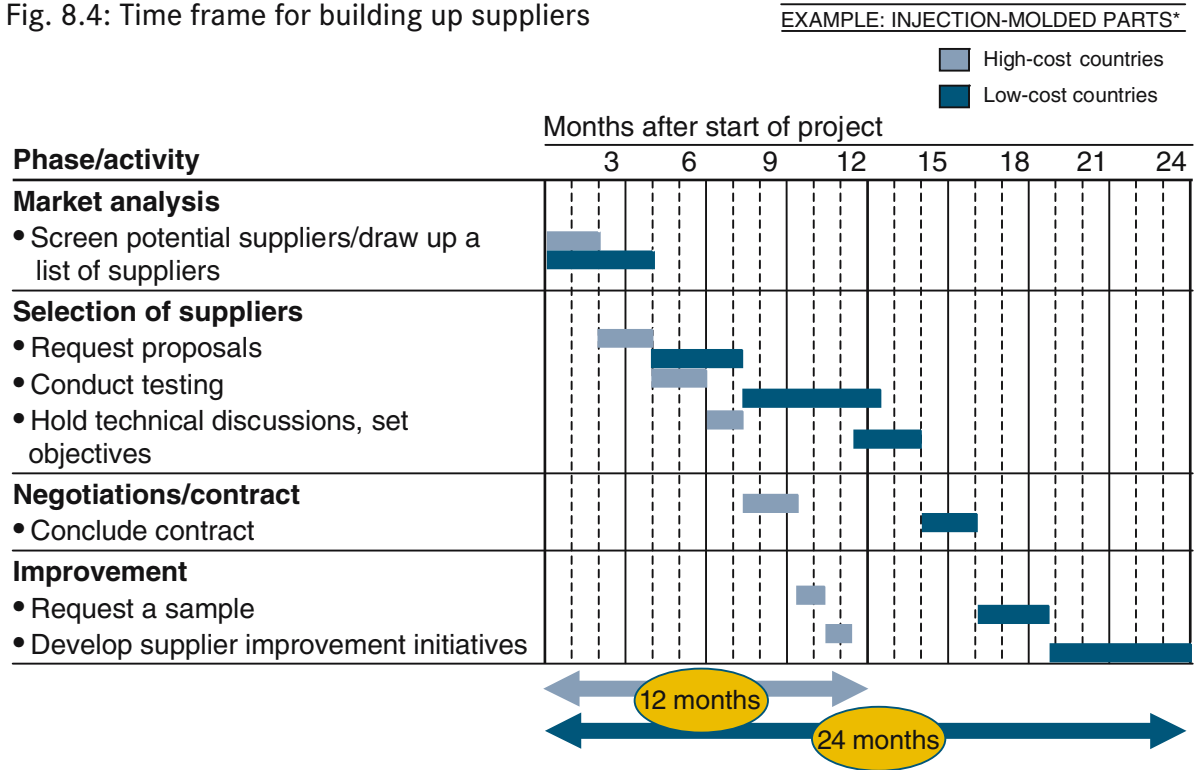 Fig. 8.4: Time frame for building up suppliers
EXAMPLE: INJECTION-MOLDED PARTS*
High-cost countries
Low-cost countries
Months after start of project
Phase/activity 3 6 9 12 15 18 21 24
Market analysis
• Screen potential suppliers/draw up a
list of suppliers
Selection of suppliers
• Request proposals
• Conduct testing
• Hold technical discussions, set
objectives
Negotiations/contract
• Conclude contract
Improvement
• Request a sample
• Develop supplier improvement initiatives
12 months
24 months